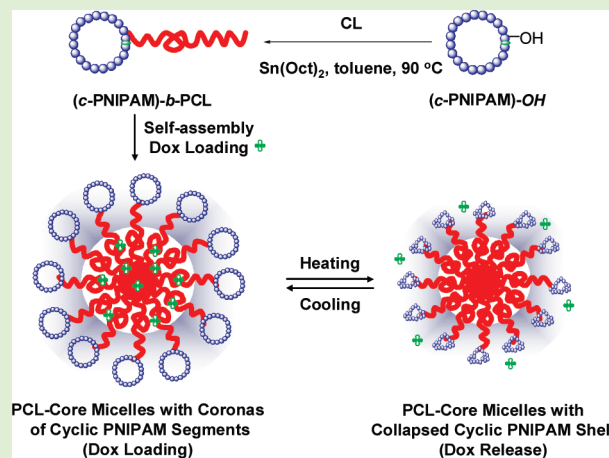 CL
OH
Sn(Oct)2, toluene, 90 °C
(c-PNIPAM)-b-PCL
(c-PNIPAM)-OH
Self-assembly
Dox Loading
Heating
Cooling
PCL-Core Micelles with Coronas
of Cyclic PNIPAM Segments
(Dox Loading)
PCL-Core Micelles with
Collapsed Cyclic PNIPAM Shel
(Dox Release)